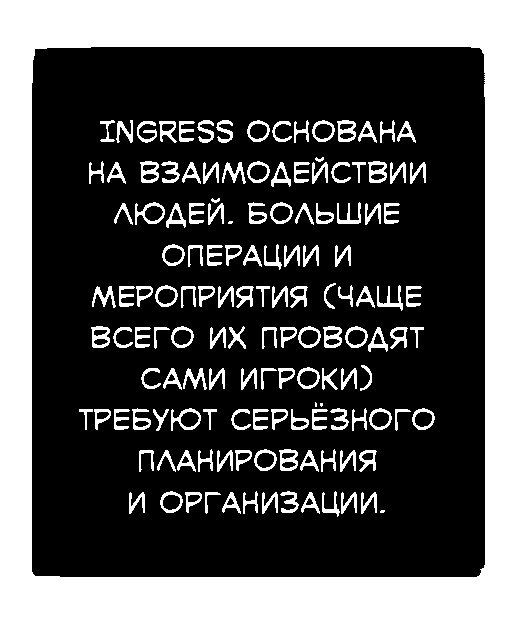 INGRESS ОСНОВАНА
НА ВЗАИМОДЕЙСТВИИ
ЛЮДЕЙ. БОЛЬШИЕ
ОПЕРАЦИИ И
МЕРОПРИЯТИЯ (ЧАЩЕ
ВСЕГО ИХ ПРОВОДЯТ
САМИ ИГРОКИ)
ТРЕБУЮТ СЕРЬЁЗНОГО
ПЛАНИРОВАНИЯ
И ОРГАНИЗАЦИИ.